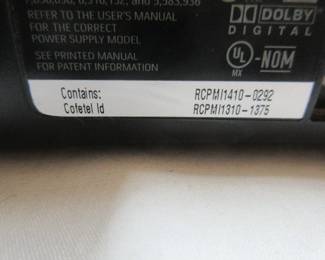 REFER TO THE USER'S MANUAL
FOR THE CORRECT
POWER SUPPLY MODEL
SEE PRINTED MANUAL
FOR PATENT INFORMATION
DOLBY
DIGITAL
UL
MX
NOM
Contains: RCPMI1410-0292
Cofetel Id RCPMI1310-1375